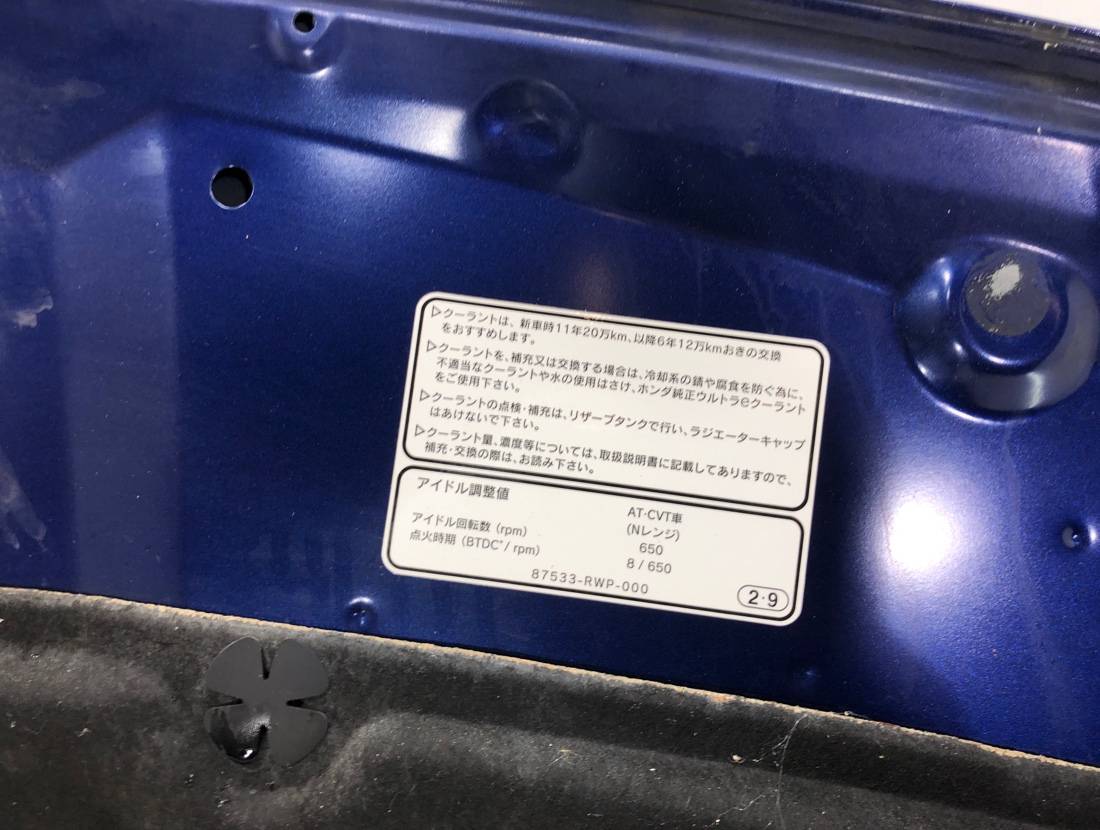 ▷クーラントは、新車時11年20万km、以降6年12万kmおきの交換
をおすすめします。
▷クーラントを、補充又は交換する場合は、冷却系の錆や腐食を防ぐ為に、
不適当なクーラントや水の使用はさけ、ホンダ純正ウルトラeクーラント
をご使用下さい。
▷クーラントの点検・補充は、リザーブタンクで行い、ラジエーターキャップ
はあけないで下さい。
▷クーラント量、濃度等については、取扱説明書に記載してありますので、
補充・交換の際は、お読み下さい。
アイドル調整値
AT・CVT車
(Nレンジ)
アイドル回転数 (rpm) 650
点火時期 (BTDC°/ rpm) 8 / 650
87533-RWP-000
2・9